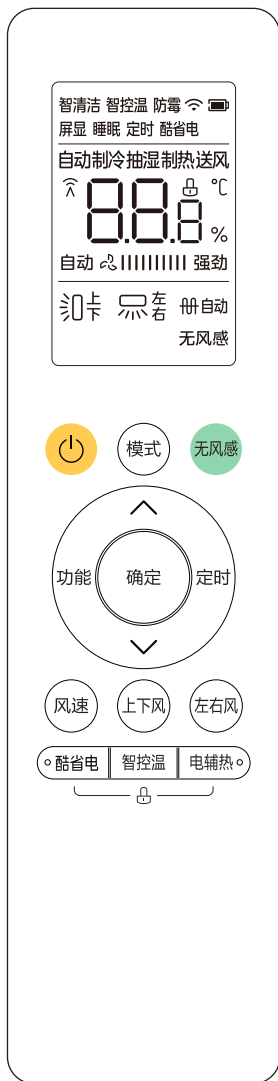 智清洁 智控温 防霉
屏显 睡眠 定时 酷省电
自动制冷抽湿制热送风
88.8 ℃
%
自动 强劲
上下 左右 自动
无风感
模式 无风感
功能 确定 定时
风速 上下风 左右风
酷省电 智控温 电辅热